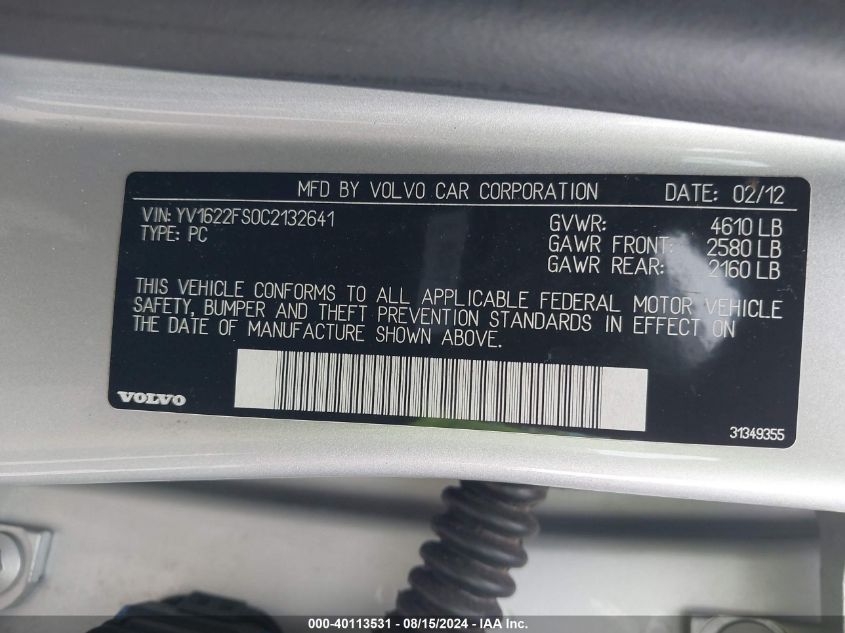 MFD BY VOLVO CAR CORPORATION DATE: 02/12
VIN: YV1622FS0C2132641 GVWR: 4610 LB
TYPE: PC GAWR FRONT: 2580 LB
GAWR REAR: 2160 LB
THIS VEHICLE CONFORMS TO ALL APPLICABLE FEDERAL MOTOR VEHICLE
SAFETY, BUMPER AND THEFT PREVENTION STANDARDS IN EFFECT ON
THE DATE OF MANUFACTURE SHOWN ABOVE.
VOLVO
31349355
000-40113531 - 08/15/2024 - IAA Inc.